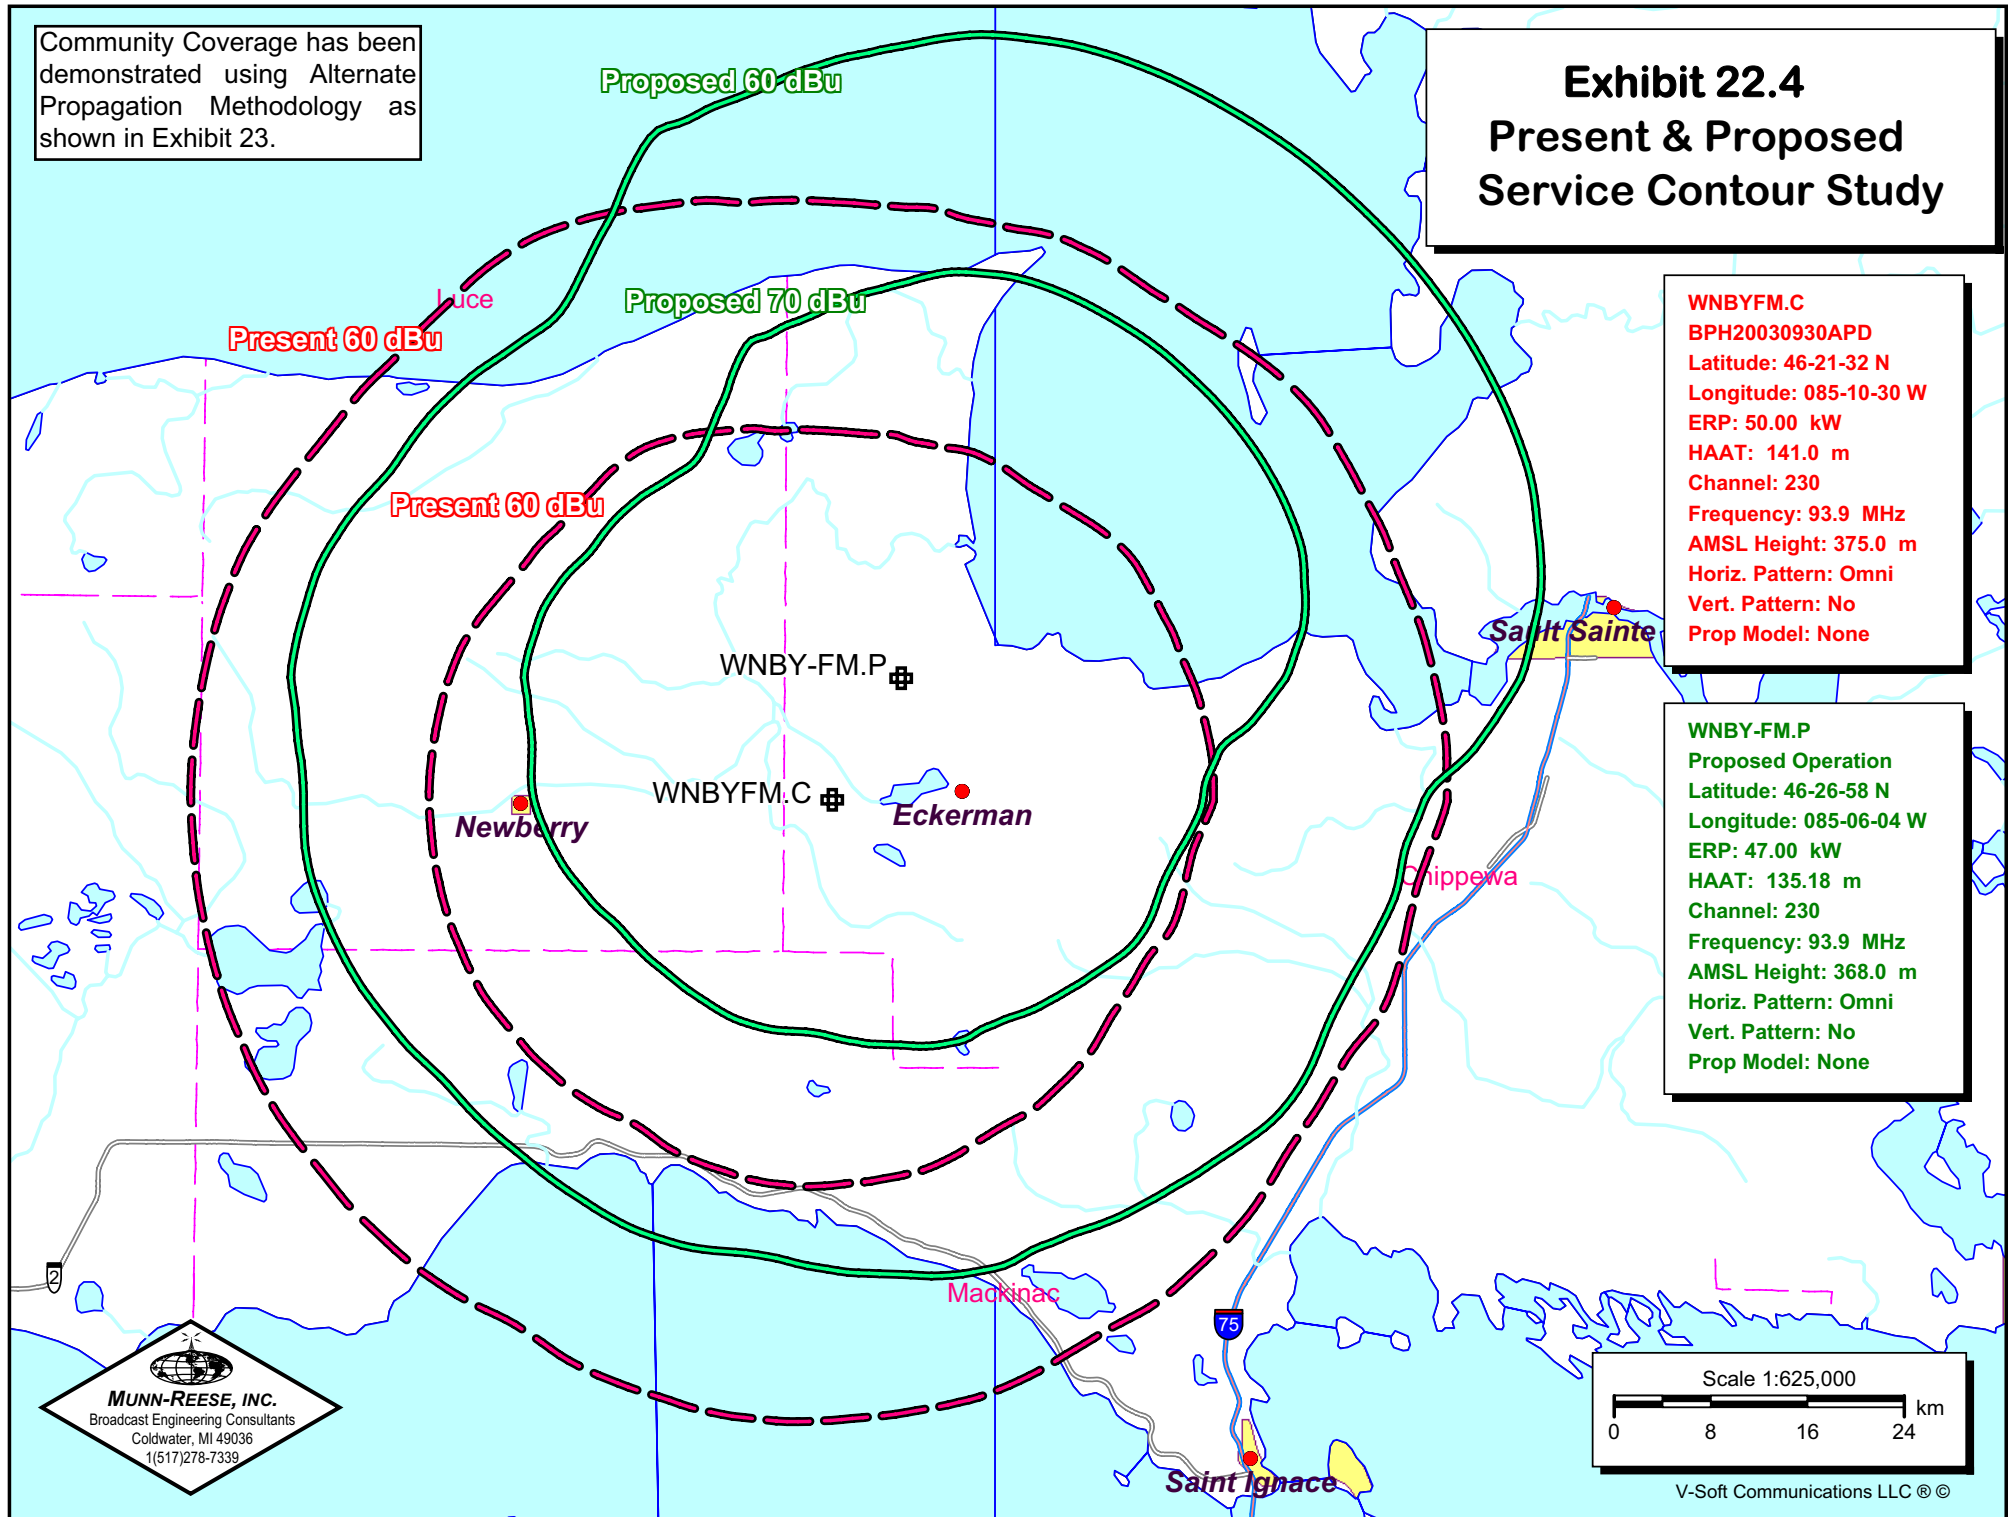 Community Coverage has been
demonstrated using Alternate
Propagation Methodology as
shown in Exhibit 23.
Exhibit 22.4
Present & Proposed
Service Contour Study
Proposed 60 dBu
Luce
Proposed 70 dBu
Present 60 dBu
Present 60 dBu
WNBYFM.C
BPH20030930APD
Latitude: 46-21-32 N
Longitude: 085-10-30 W
ERP: 50.00 kW
HAAT: 141.0 m
Channel: 230
Frequency: 93.9 MHz
AMSL Height: 375.0 m
Horiz. Pattern: Omni
Vert. Pattern: No
Prop Model: None
Sault Sainte
WNBY-FM.P
WNBYFM.C
Eckerman
Newberry
Chippewa
WNBY-FM.P
Proposed Operation
Latitude: 46-26-58 N
Longitude: 085-06-04 W
ERP: 47.00 kW
HAAT: 135.18 m
Channel: 230
Frequency: 93.9 MHz
AMSL Height: 368.0 m
Horiz. Pattern: Omni
Vert. Pattern: No
Prop Model: None
2
Mackinac
75
Saint Ignace
MUNN-REESE, INC.
Broadcast Engineering Consultants
Coldwater, MI 49036
1(517)278-7339
Scale 1:625,000
km
0 8 16 24
V-Soft Communications LLC ® ©